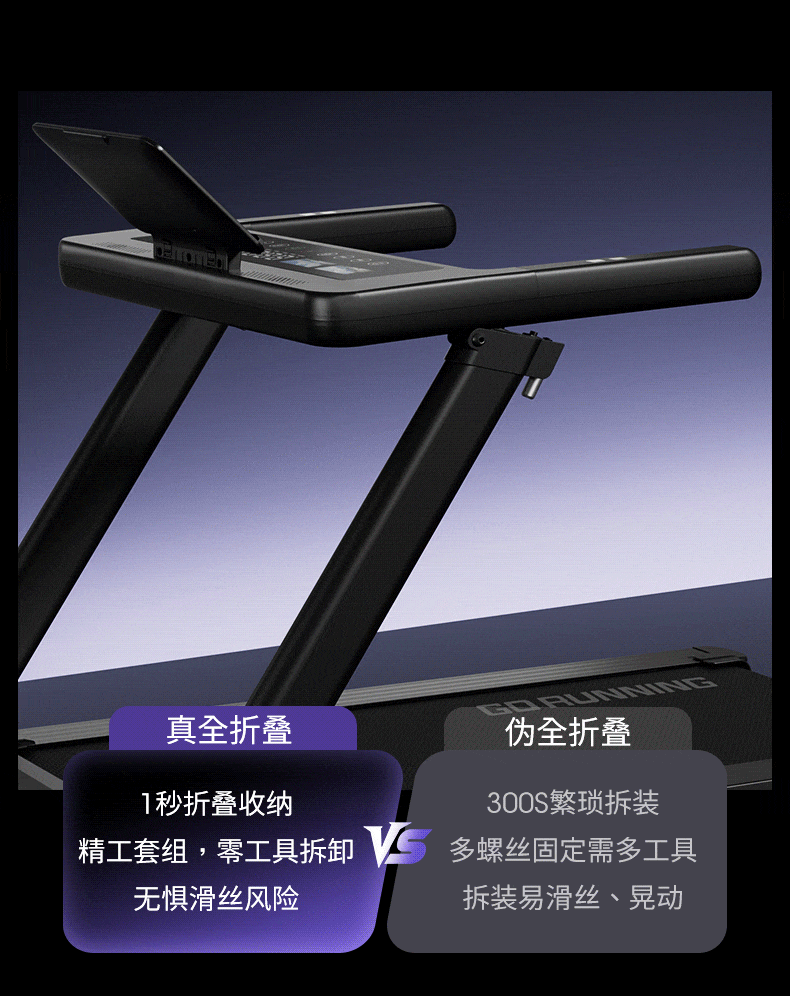 GO RUNNING
真全折叠
伪全折叠
1秒折叠收纳
精工套组，零工具拆卸
无惧滑丝风险
VS
300S繁琐拆装
多螺丝固定需多工具
拆装易滑丝、晃动